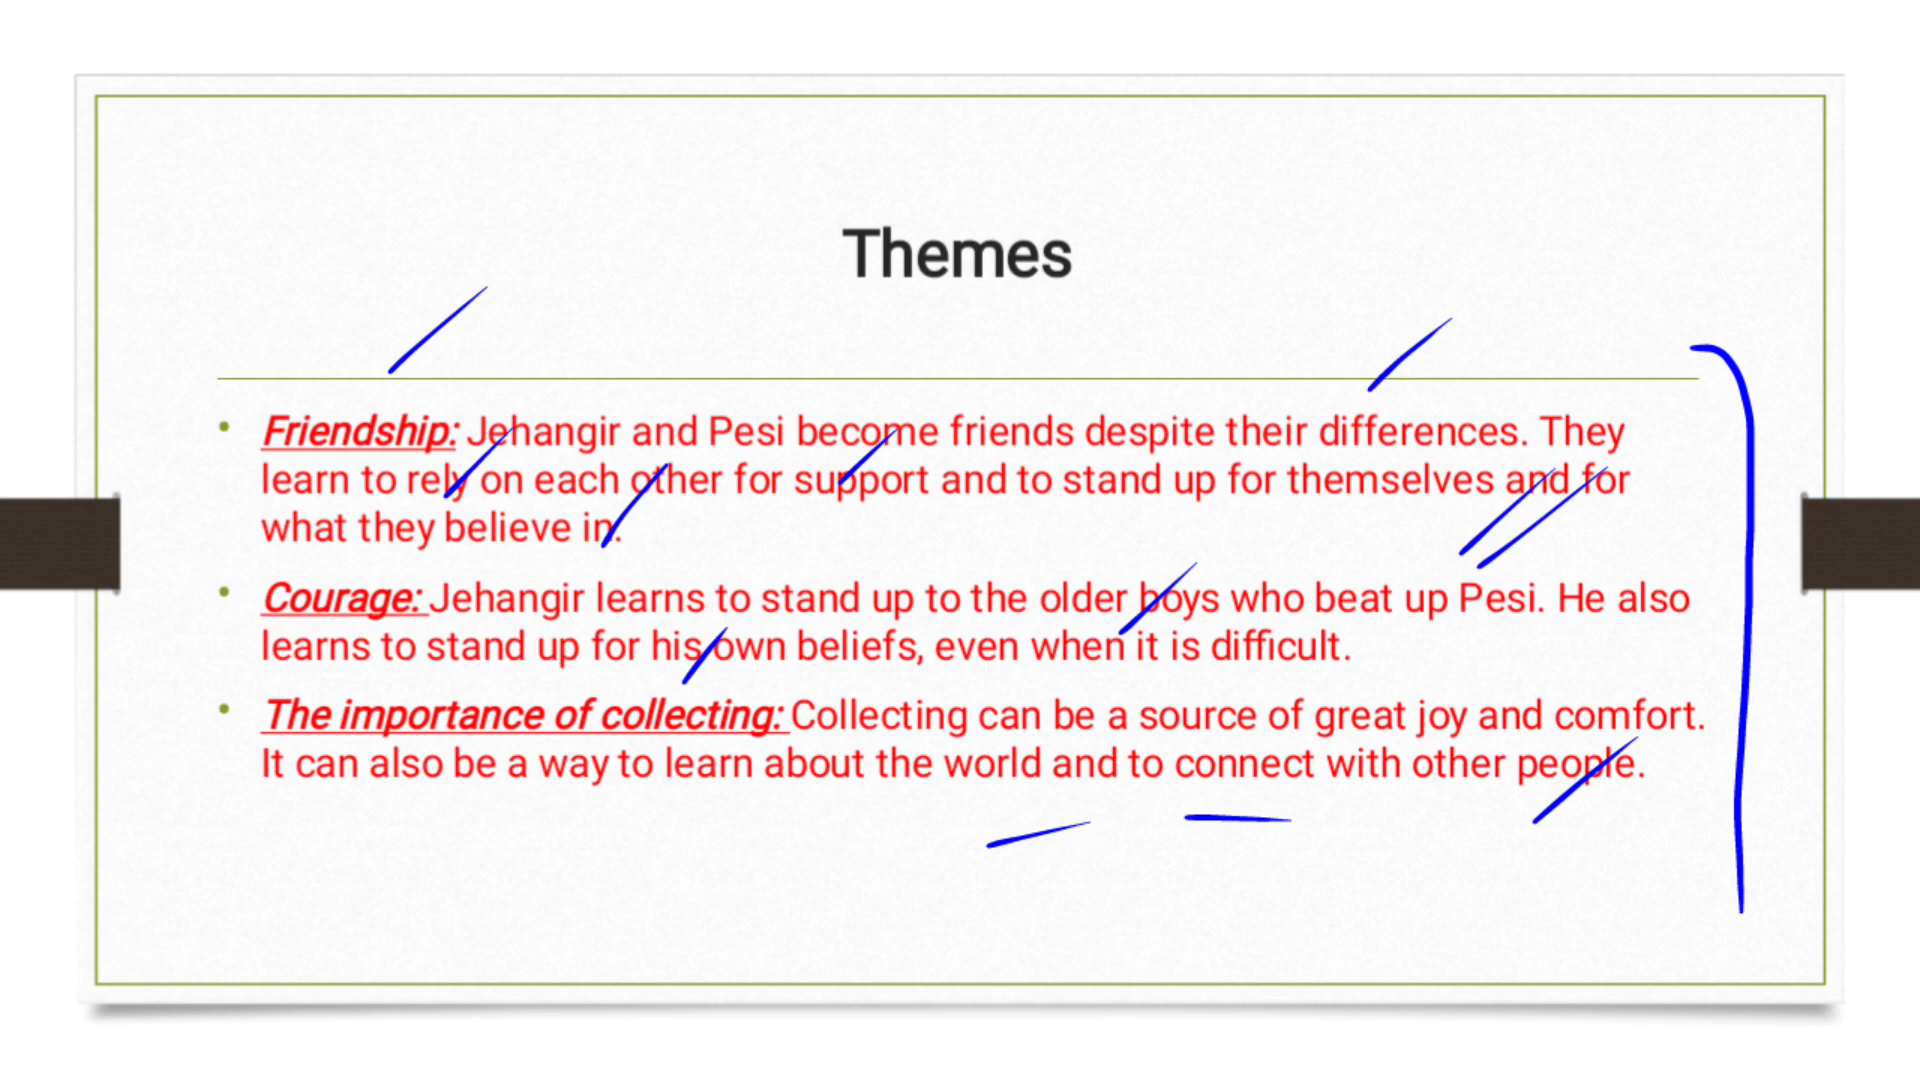 Themes
• Friendship: Jehangir and Pesi become friends despite their differences. They
learn to rely on each other for support and to stand up for themselves and for
what they believe in.
• Courage: Jehangir learns to stand up to the older boys who beat up Pesi. He also
learns to stand up for his own beliefs, even when it is difficult.
• The importance of collecting: Collecting can be a source of great joy and comfort.
It can also be a way to learn about the world and to connect with other people.